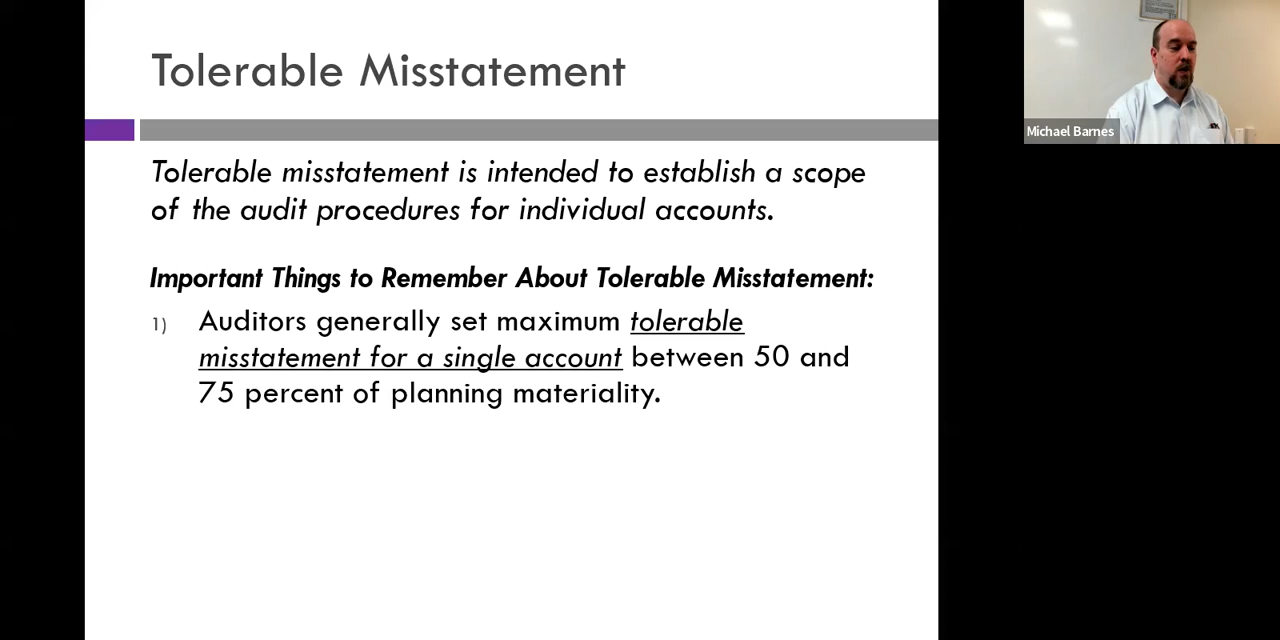 Tolerable Misstatement
Tolerable misstatement is intended to establish a scope
of the audit procedures for individual accounts.
Important Things to Remember About Tolerable Misstatement:
1) Auditors generally set maximum tolerable
misstatement for a single account between 50 and
75 percent of planning materiality.
Michael Barnes